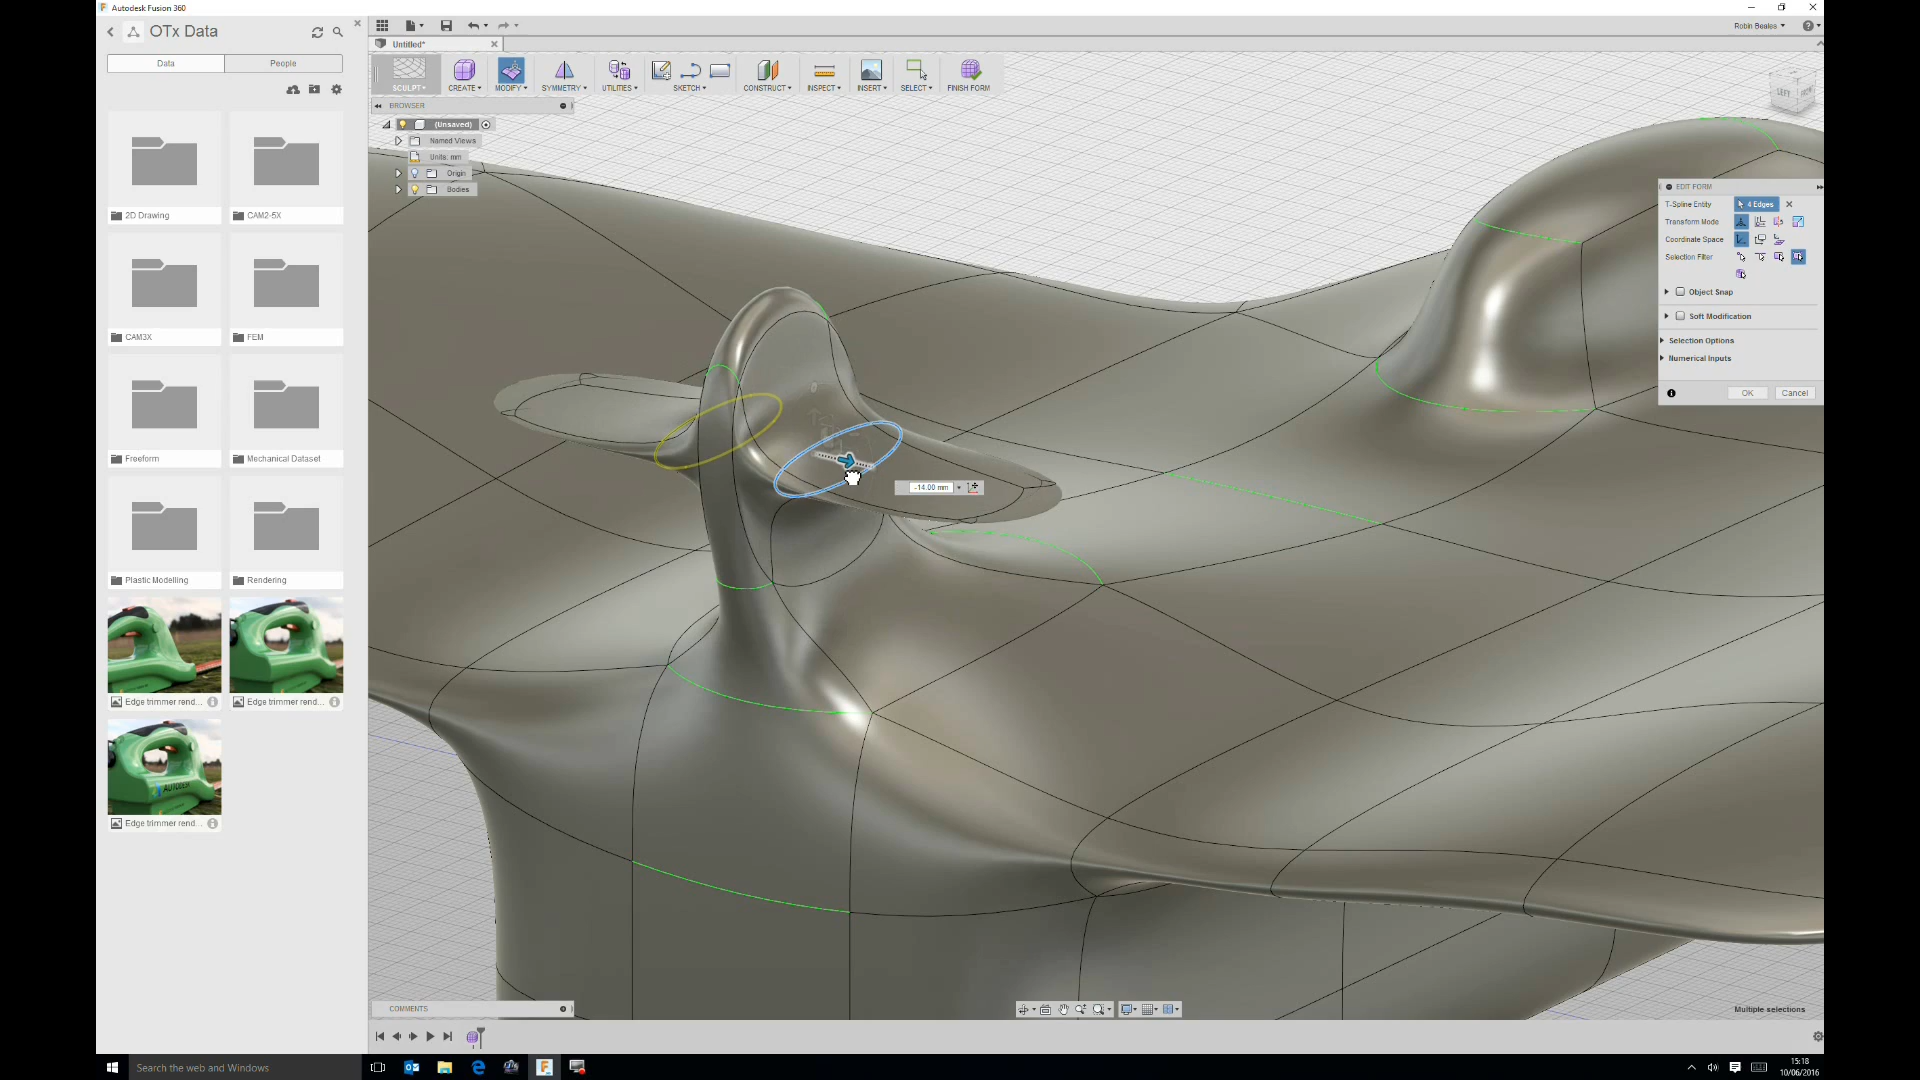 Autodesk Fusion 360
OTx Data
Data
People
2D Drawing
CAM2-5X
CAM3X
FEM
Freeform
Mechanical Dataset
Plastic Modelling
Rendering
Edge trimmer rend...
Edge trimmer rend...
AUTODESK
Edge trimmer rend...
Robin Beales
Untitled*
SCULPT
CREATE
MODIFY
SYMMETRY
UTILITIES
SKETCH
CONSTRUCT
INSPECT
INSERT
SELECT
FINISH FORM
BROWSER
(Unsaved)
Named Views
Units: mm
Origin
Bodies
LEFT
EDIT FORM
T-Spline Entity
4 Edges
Transform Mode
Coordinate Space
Selection Filter
Object Snap
Soft Modification
Selection Options
Numerical Inputs
OK
Cancel
-14.00 mm
COMMENTS
Multiple selections
Search the web and Windows
15:18
10/06/2016